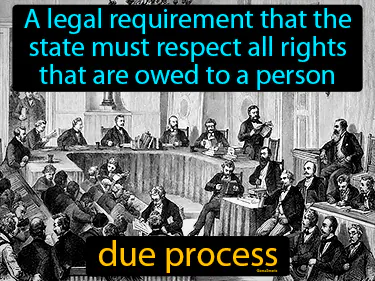 A legal requirement that the
state must respect all rights
that are owed to a person
due process